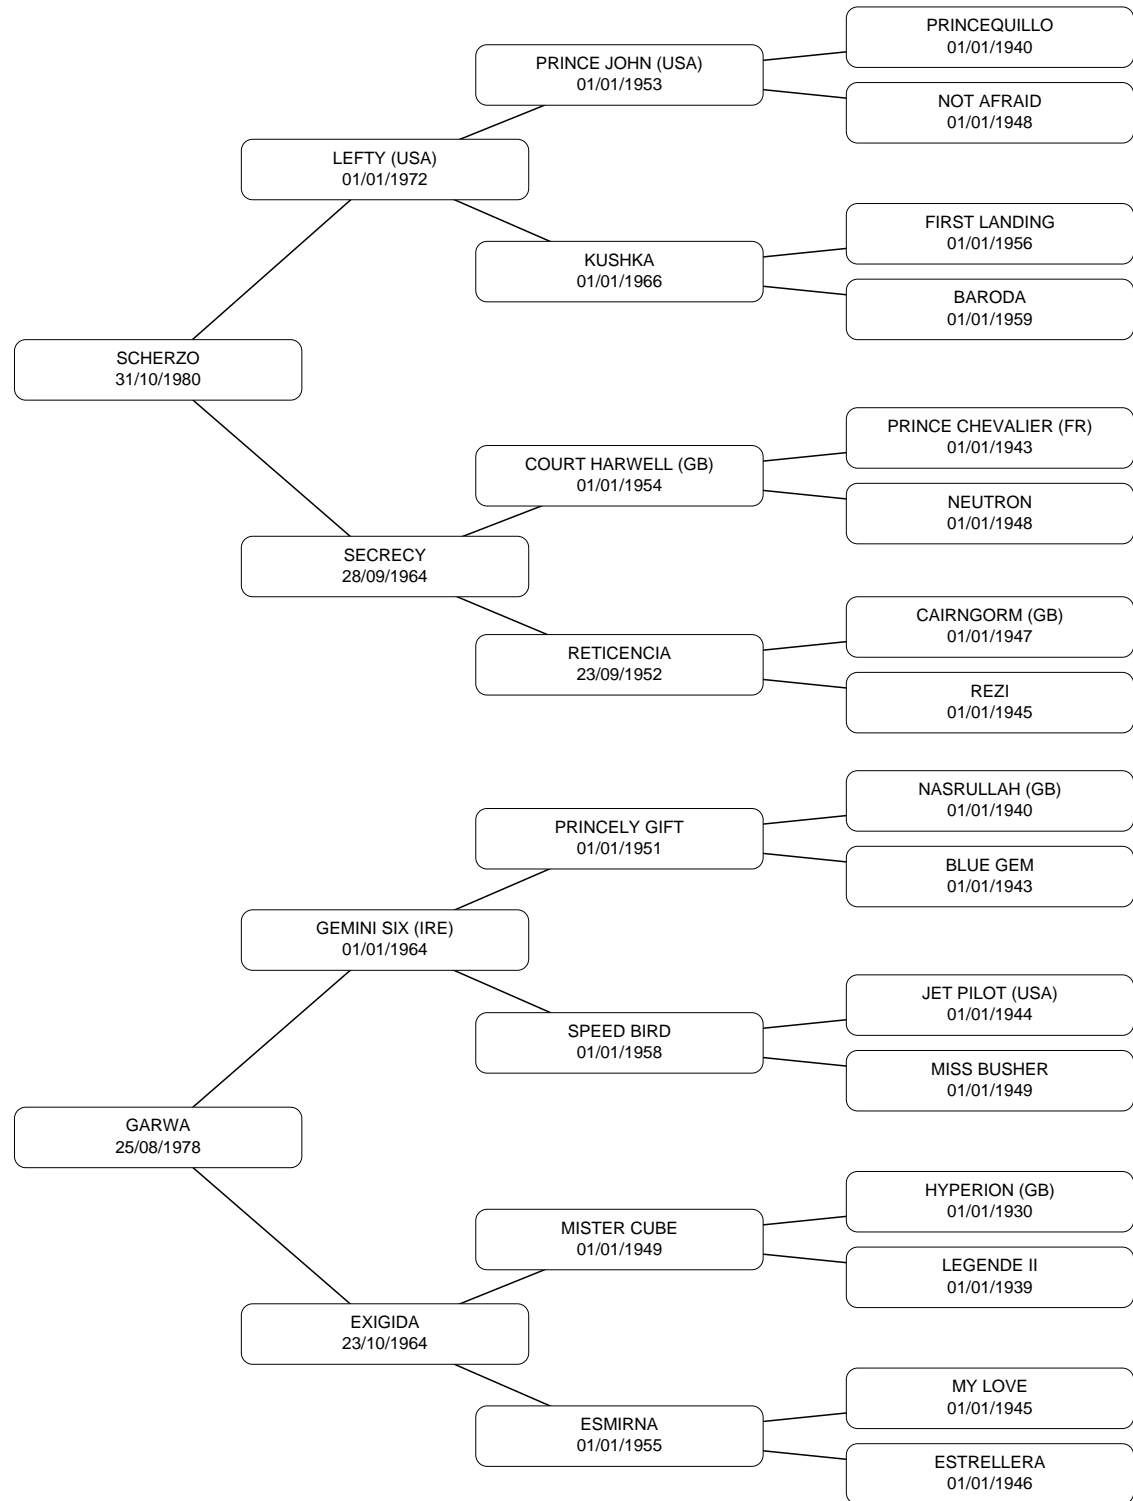 PRINCEQUILLO
01/01/1940
PRINCE JOHN (USA)
01/01/1953
NOT AFRAID
01/01/1948
LEFTY (USA)
01/01/1972
FIRST LANDING
01/01/1956
KUSHKA
01/01/1966
BARODA
01/01/1959
SCHERZO
31/10/1980
PRINCE CHEVALIER (FR)
01/01/1943
COURT HARWELL (GB)
01/01/1954
NEUTRON
01/01/1948
SECRECY
28/09/1964
CAIRNGORM (GB)
01/01/1947
RETICENCIA
23/09/1952
REZI
01/01/1945
NASRULLAH (GB)
01/01/1940
PRINCELY GIFT
01/01/1951
BLUE GEM
01/01/1943
GEMINI SIX (IRE)
01/01/1964
JET PILOT (USA)
01/01/1944
SPEED BIRD
01/01/1958
MISS BUSHER
01/01/1949
GARWA
25/08/1978
HYPERION (GB)
01/01/1930
MISTER CUBE
01/01/1949
LEGENDE II
01/01/1939
EXIGIDA
23/10/1964
MY LOVE
01/01/1945
ESMIRNA
01/01/1955
ESTRELLERA
01/01/1946